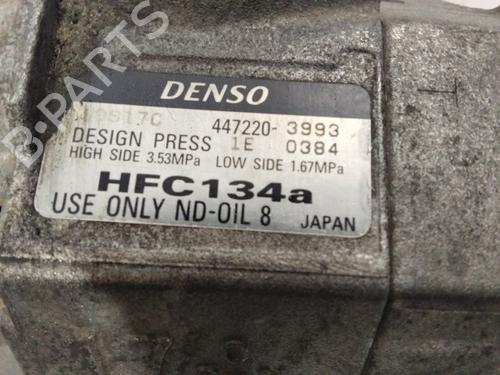 B-PARTS
DENSO
447220-3993
DESIGN PRESS 1E 0384
HIGH SIDE 3.53MPa LOW SIDE 1.67MPa
HFC134a
USE ONLY ND-OIL 8 JAPAN